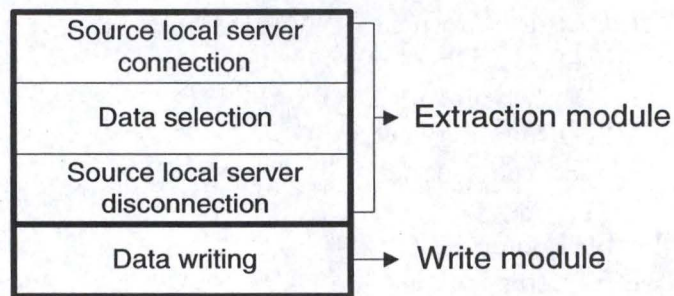 Source local server
connection
Data selection
Extraction module
Source local server
disconnection
Data writing
Write module